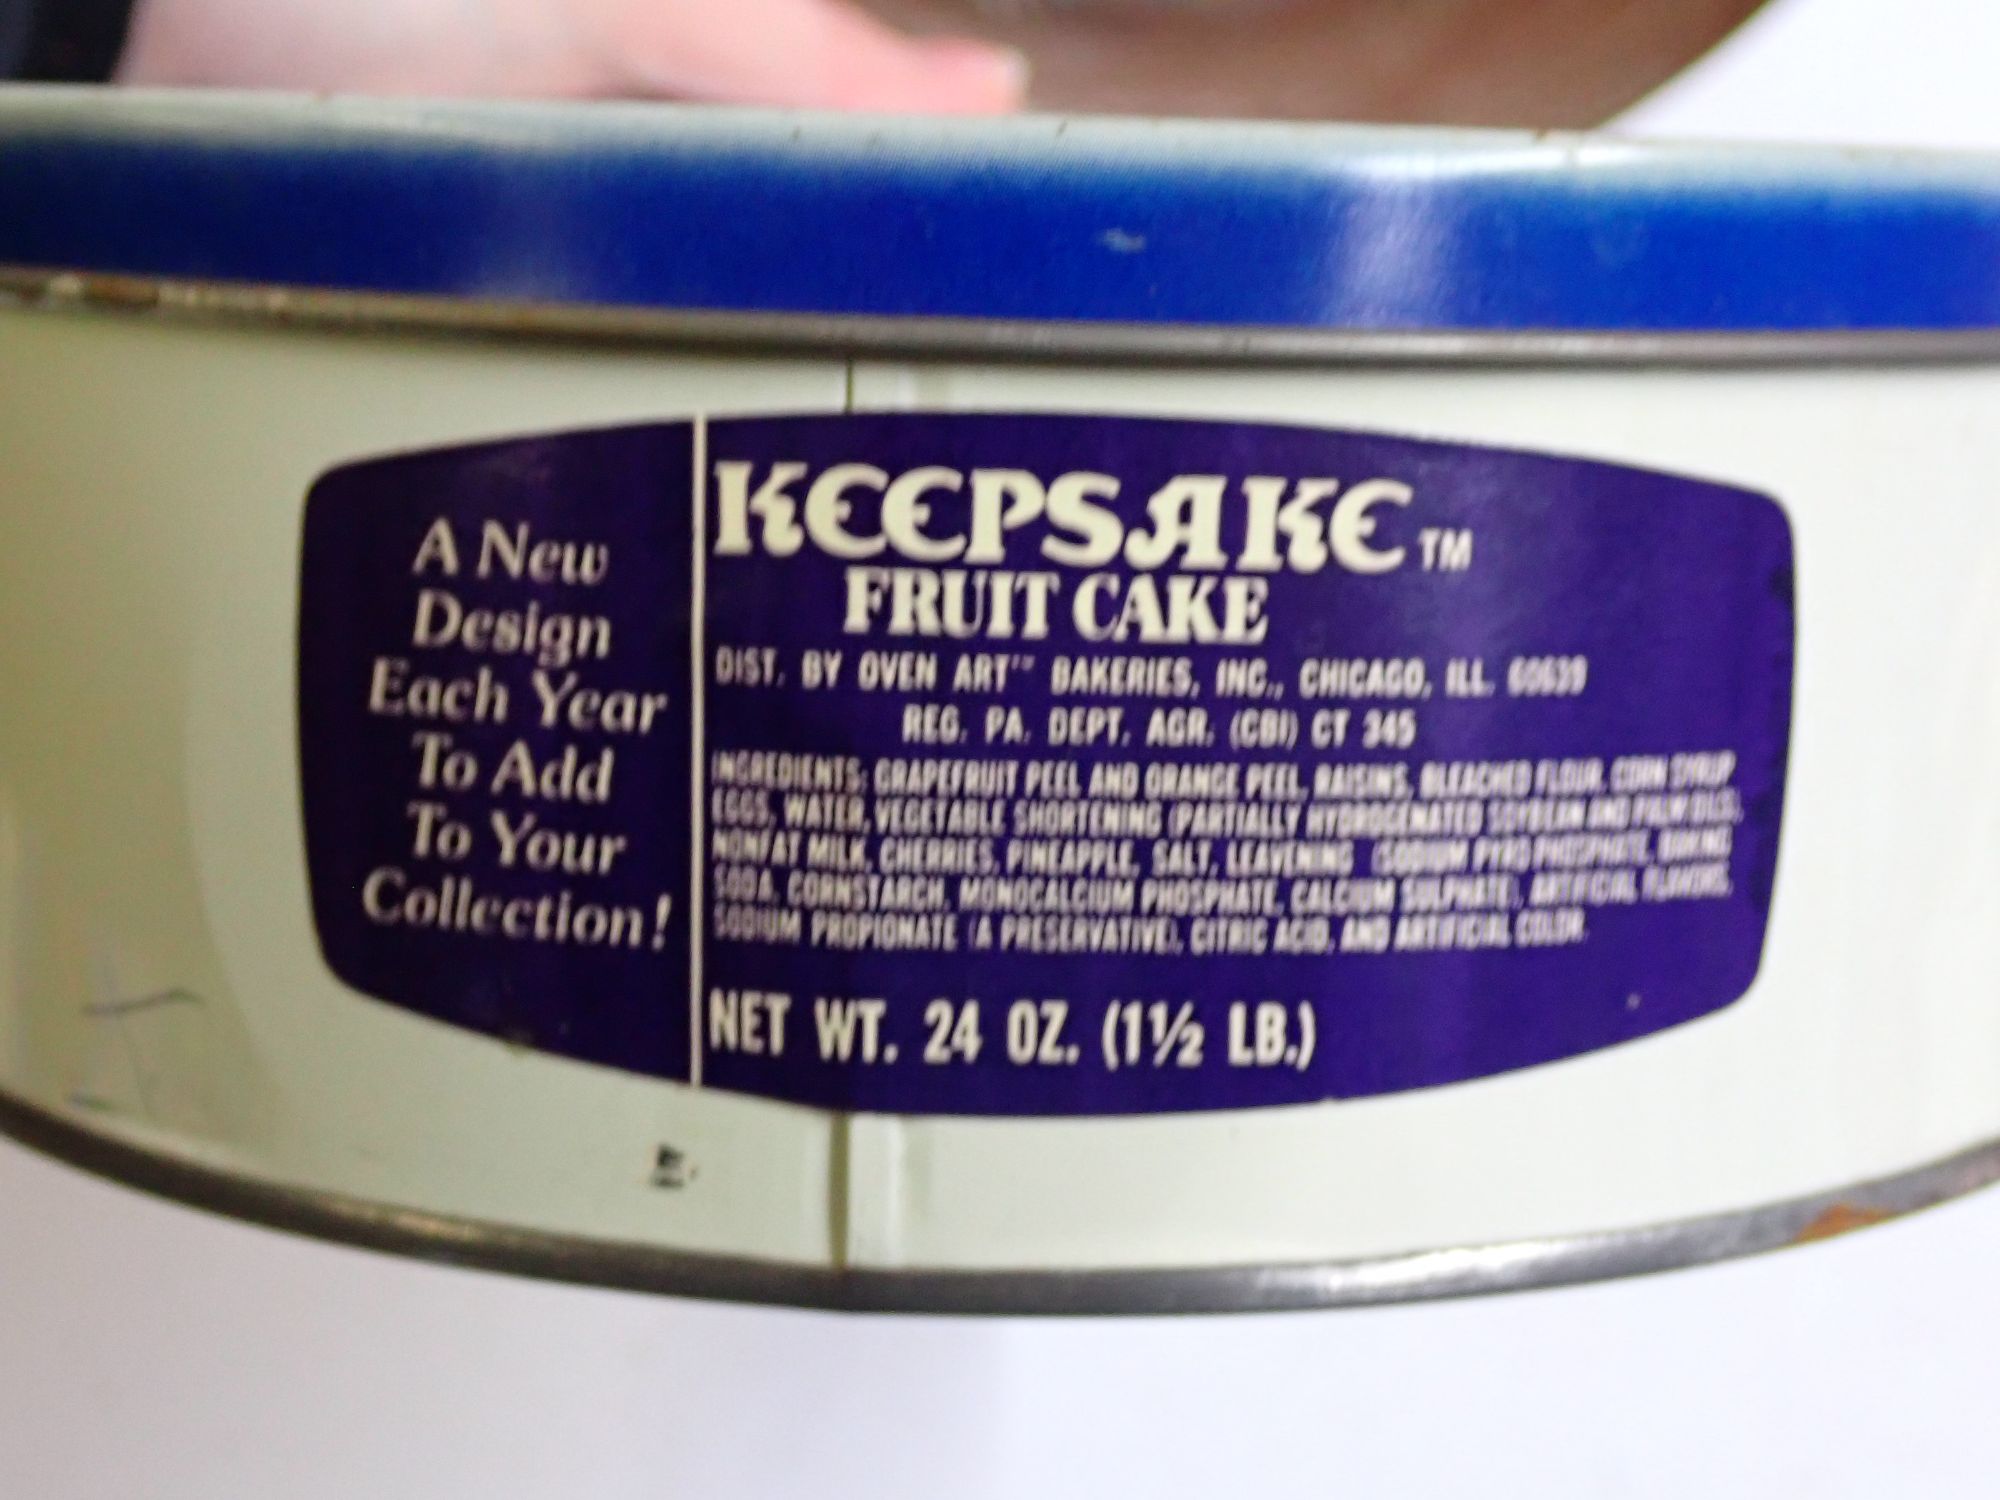 A New
Design
Each Year
To Add
To Your
Collection!
KEEPSAKE TM
FRUIT CAKE
DIST. BY OVEN ART™ BAKERIES, INC., CHICAGO, ILL. 60639
REG. PA. DEPT. AGR. (CBI) CT 345
INGREDIENTS: GRAPEFRUIT PEEL AND ORANGE PEEL, RAISINS, BLEACHED FLOUR, CORN SYRUP,
EGGS, WATER, VEGETABLE SHORTENING (PARTIALLY HYDROGENATED SOYBEAN AND PALM OILS),
NONFAT MILK, CHERRIES, PINEAPPLE, SALT, LEAVENING (SODIUM PYRO PHOSPHATE, BAKING
SODA, CORNSTARCH, MONOCALCIUM PHOSPHATE, CALCIUM SULPHATE), ARTIFICIAL FLAVORS,
SODIUM PROPIONATE (A PRESERVATIVE), CITRIC ACID, AND ARTIFICIAL COLOR.
NET WT. 24 OZ. (1½ LB.)